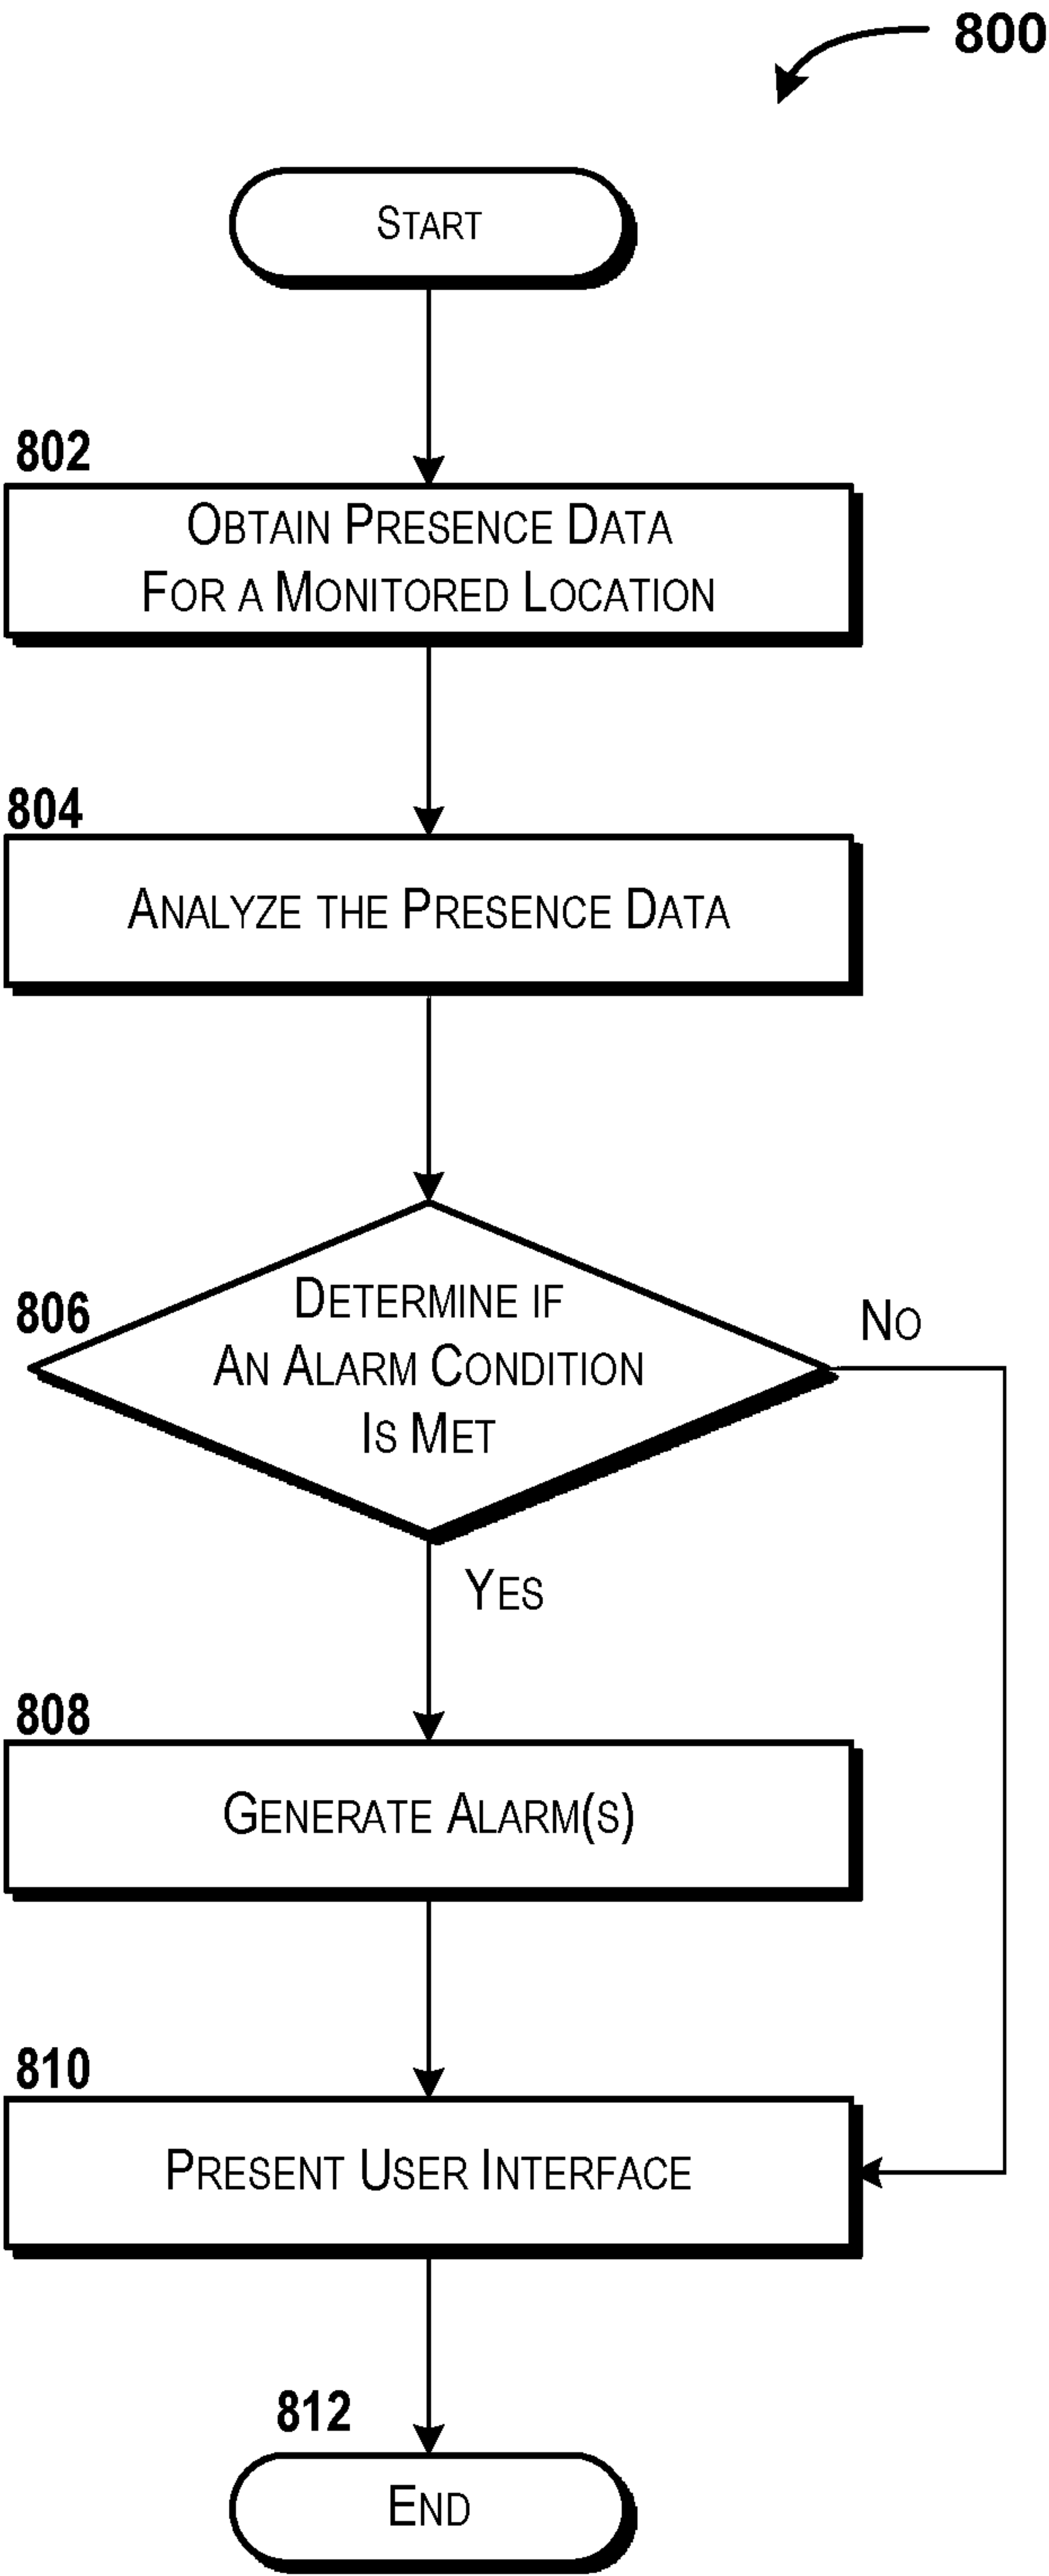 800
START
802
OBTAIN PRESENCE DATA
FOR A MONITORED LOCATION
804
ANALYZE THE PRESENCE DATA
806
DETERMINE IF
AN ALARM CONDITION
IS MET
NO
YES
808
GENERATE ALARM(S)
810
PRESENT USER INTERFACE
812
END